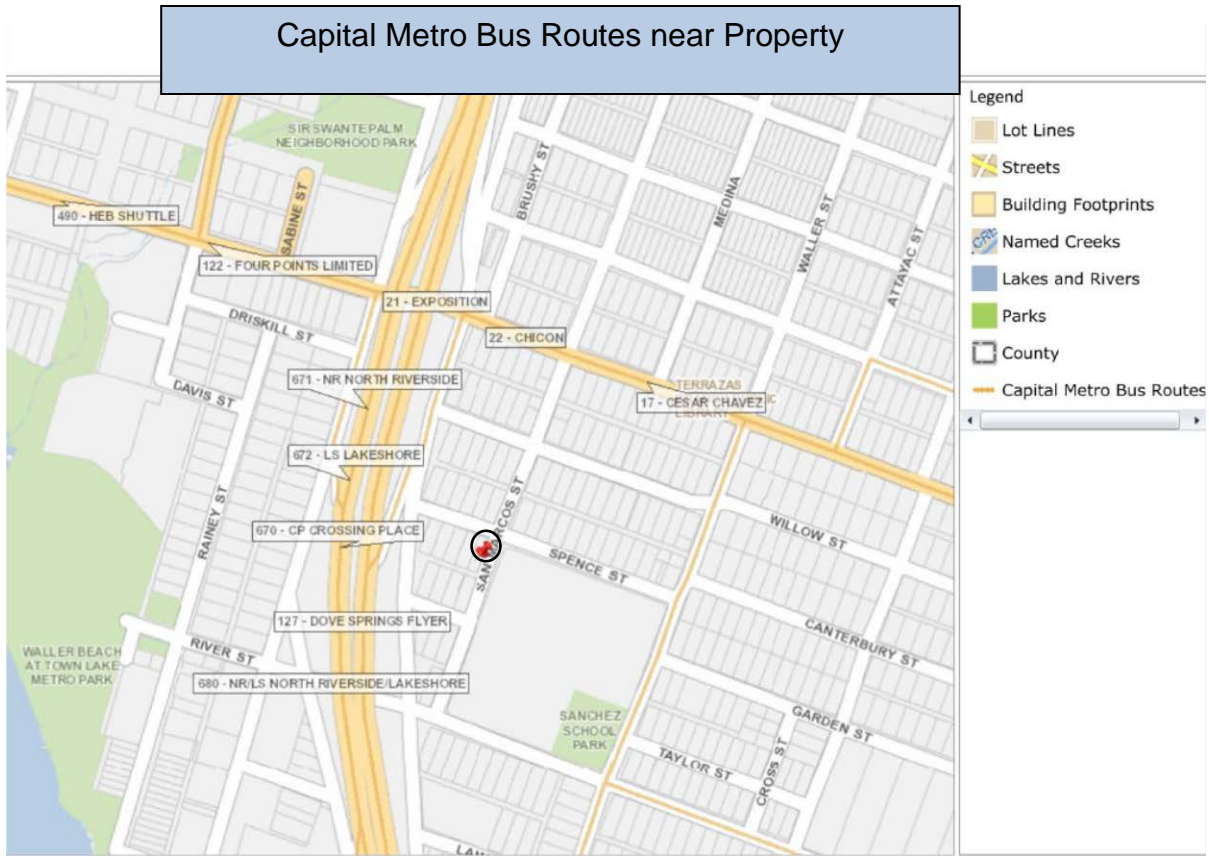 Capital Metro Bus Routes near Property
SIR SWANTE PALM
NEIGHBORHOOD PARK
490 - HEB SHUTTLE
SABINE ST
122 - FOUR POINTS LIMITED
BRUSHY ST
MEDINA
WALLER ST
ATTAYAC ST
21 - EXPOSITION
22 - CHICON
DRISKILL ST
671 - NR NORTH RIVERSIDE
TERRAZAS
17 - CESAR CHAVEZ
LIBRARY
DAVIS ST
672 - LS LAKESHORE
RAINEY ST
670 - CP CROSSING PLACE
SAN MARCOS ST
SPENCE ST
WILLOW ST
127 - DOVE SPRINGS FLYER
CANTERBURY ST
WALLER BEACH
AT TOWN LAKE
METRO PARK
RIVER ST
680 - NR/LS NORTH RIVERSIDE/LAKESHORE
SANCHEZ
SCHOOL
PARK
GARDEN ST
TAYLOR ST
CROSS ST
Legend
Lot Lines
Streets
Building Footprints
Named Creeks
Lakes and Rivers
Parks
County
Capital Metro Bus Routes